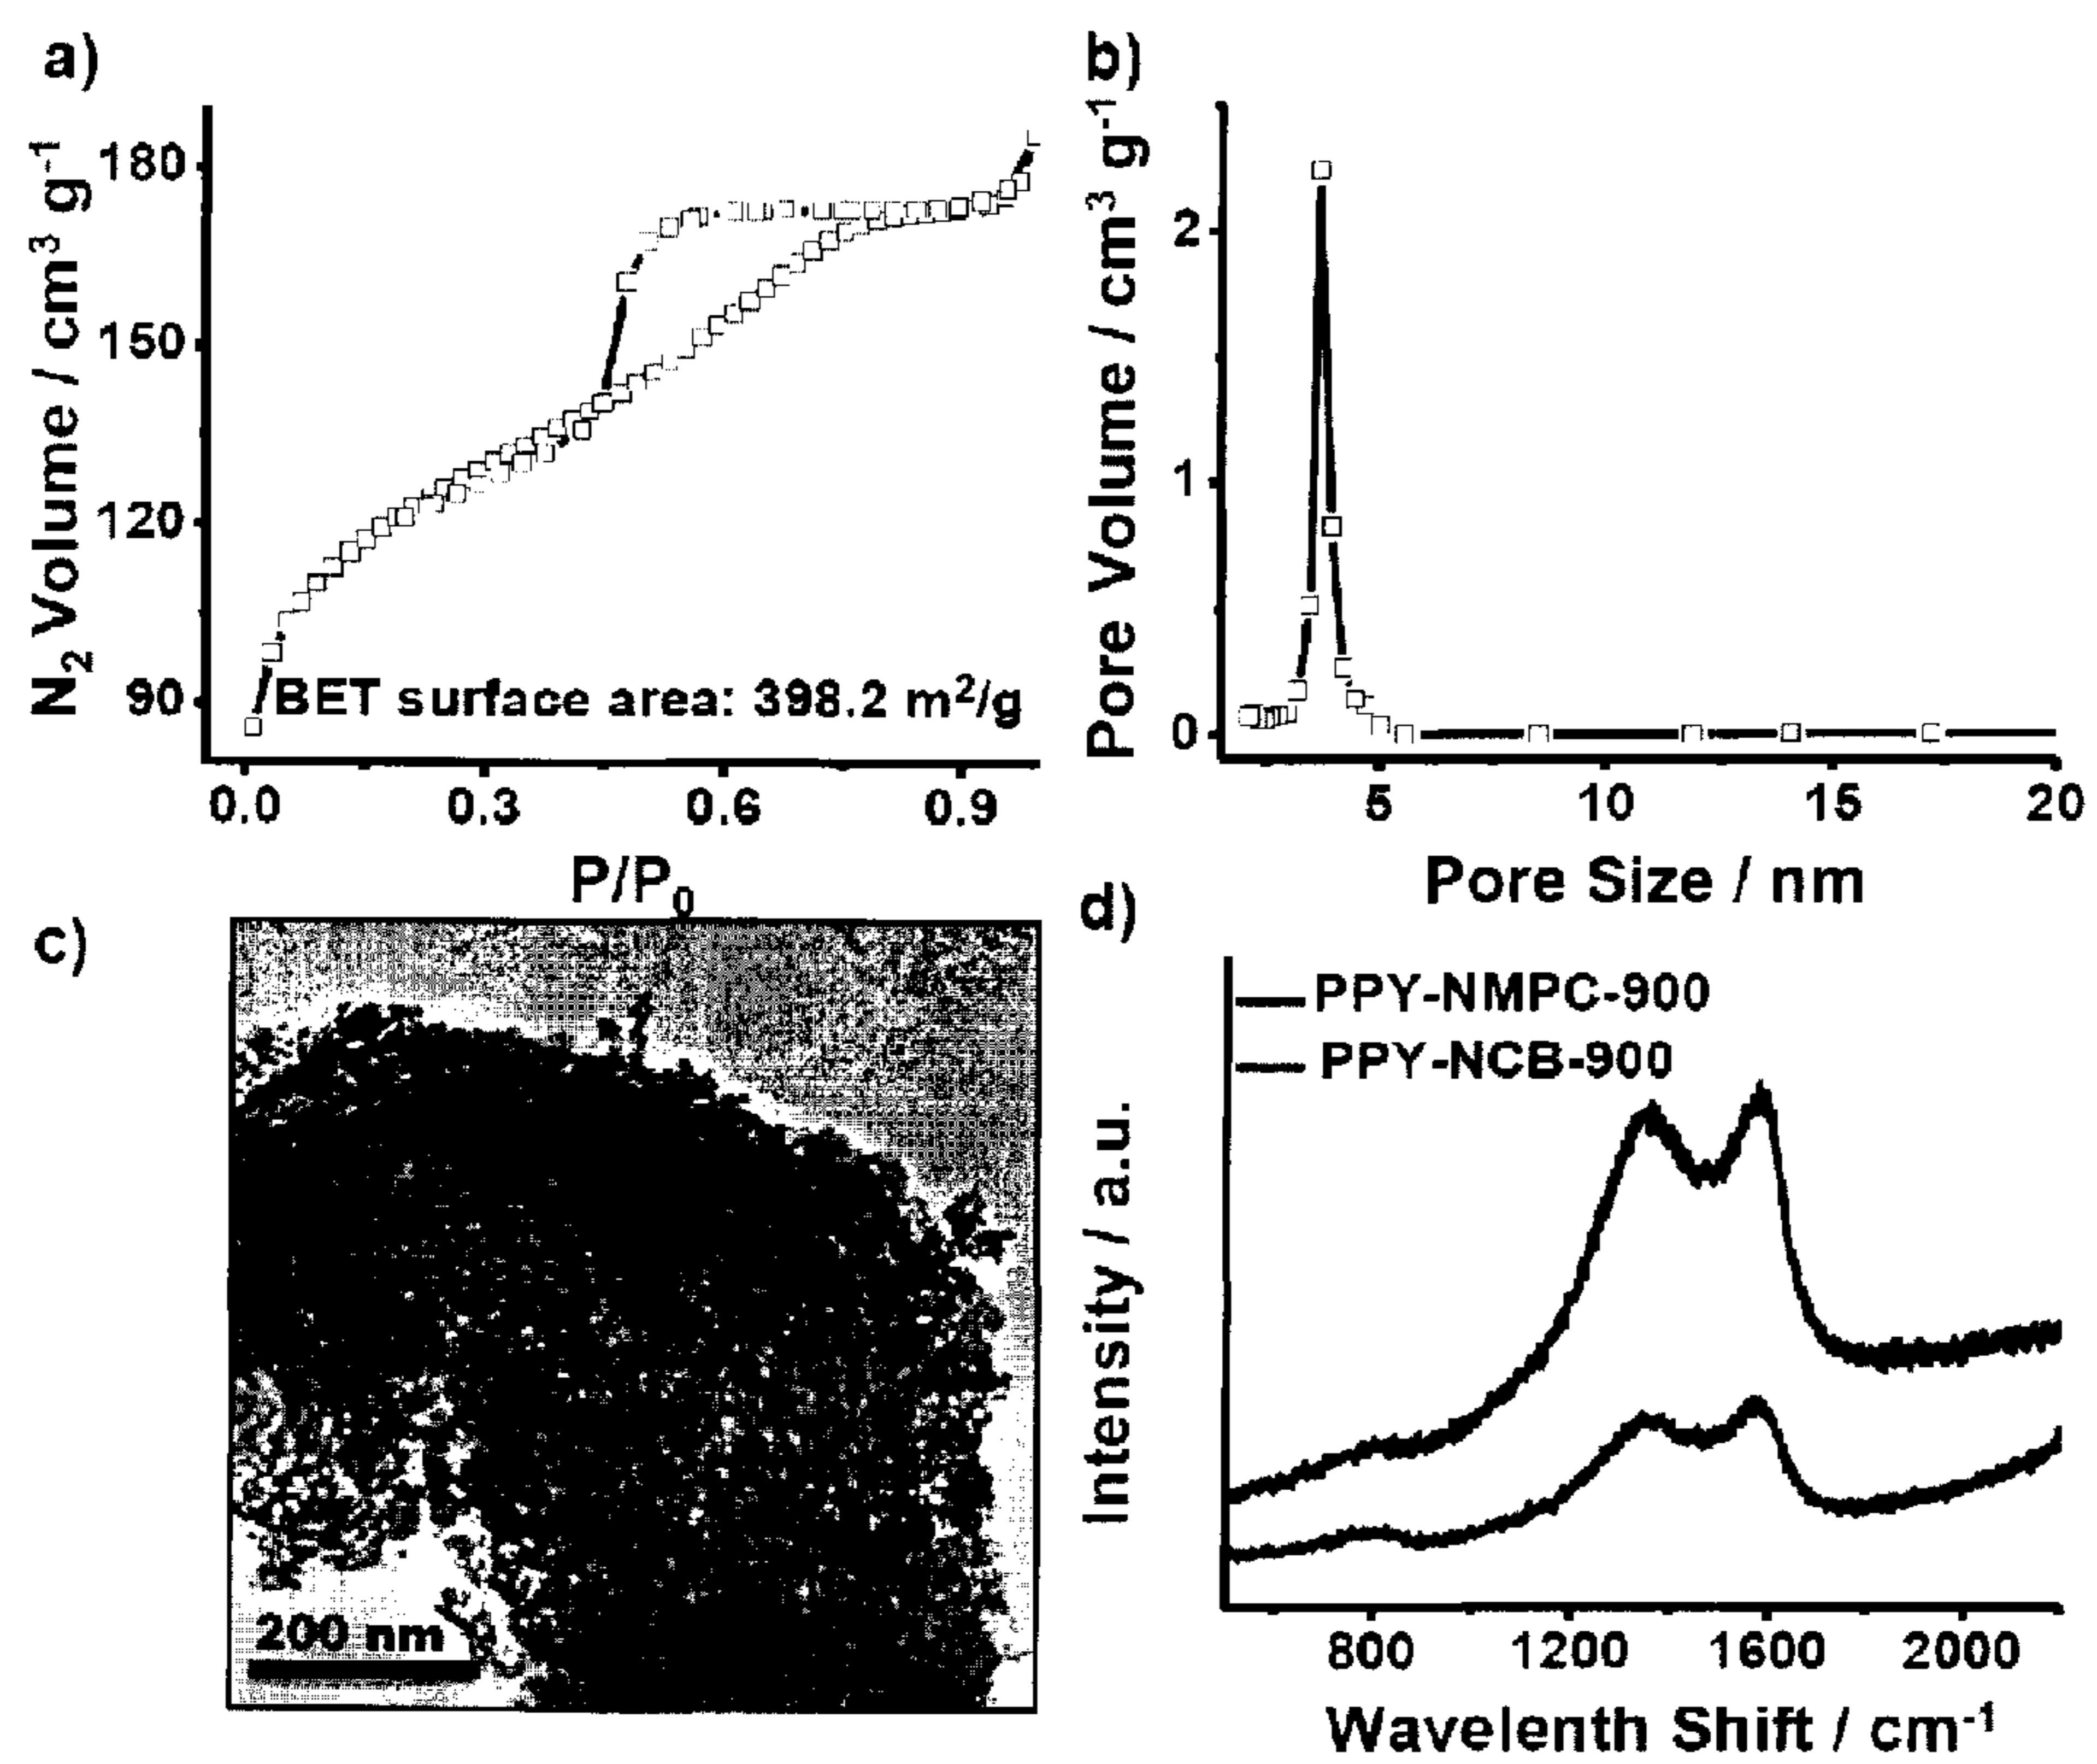 a)
N2 Volume / cm³ g⁻¹
180
150
120
90
BET surface area: 398.2 m²/g
0.0 0.3 0.6 0.9
P/P0
b)
Pore Volume / cm³ g⁻¹
2
1
0
5 10 15 20
Pore Size / nm
c)
200 nm
d)
PPY-NMPC-900
PPY-NCB-900
Intensity / a.u.
800 1200 1600 2000
Wavelenth Shift / cm⁻¹